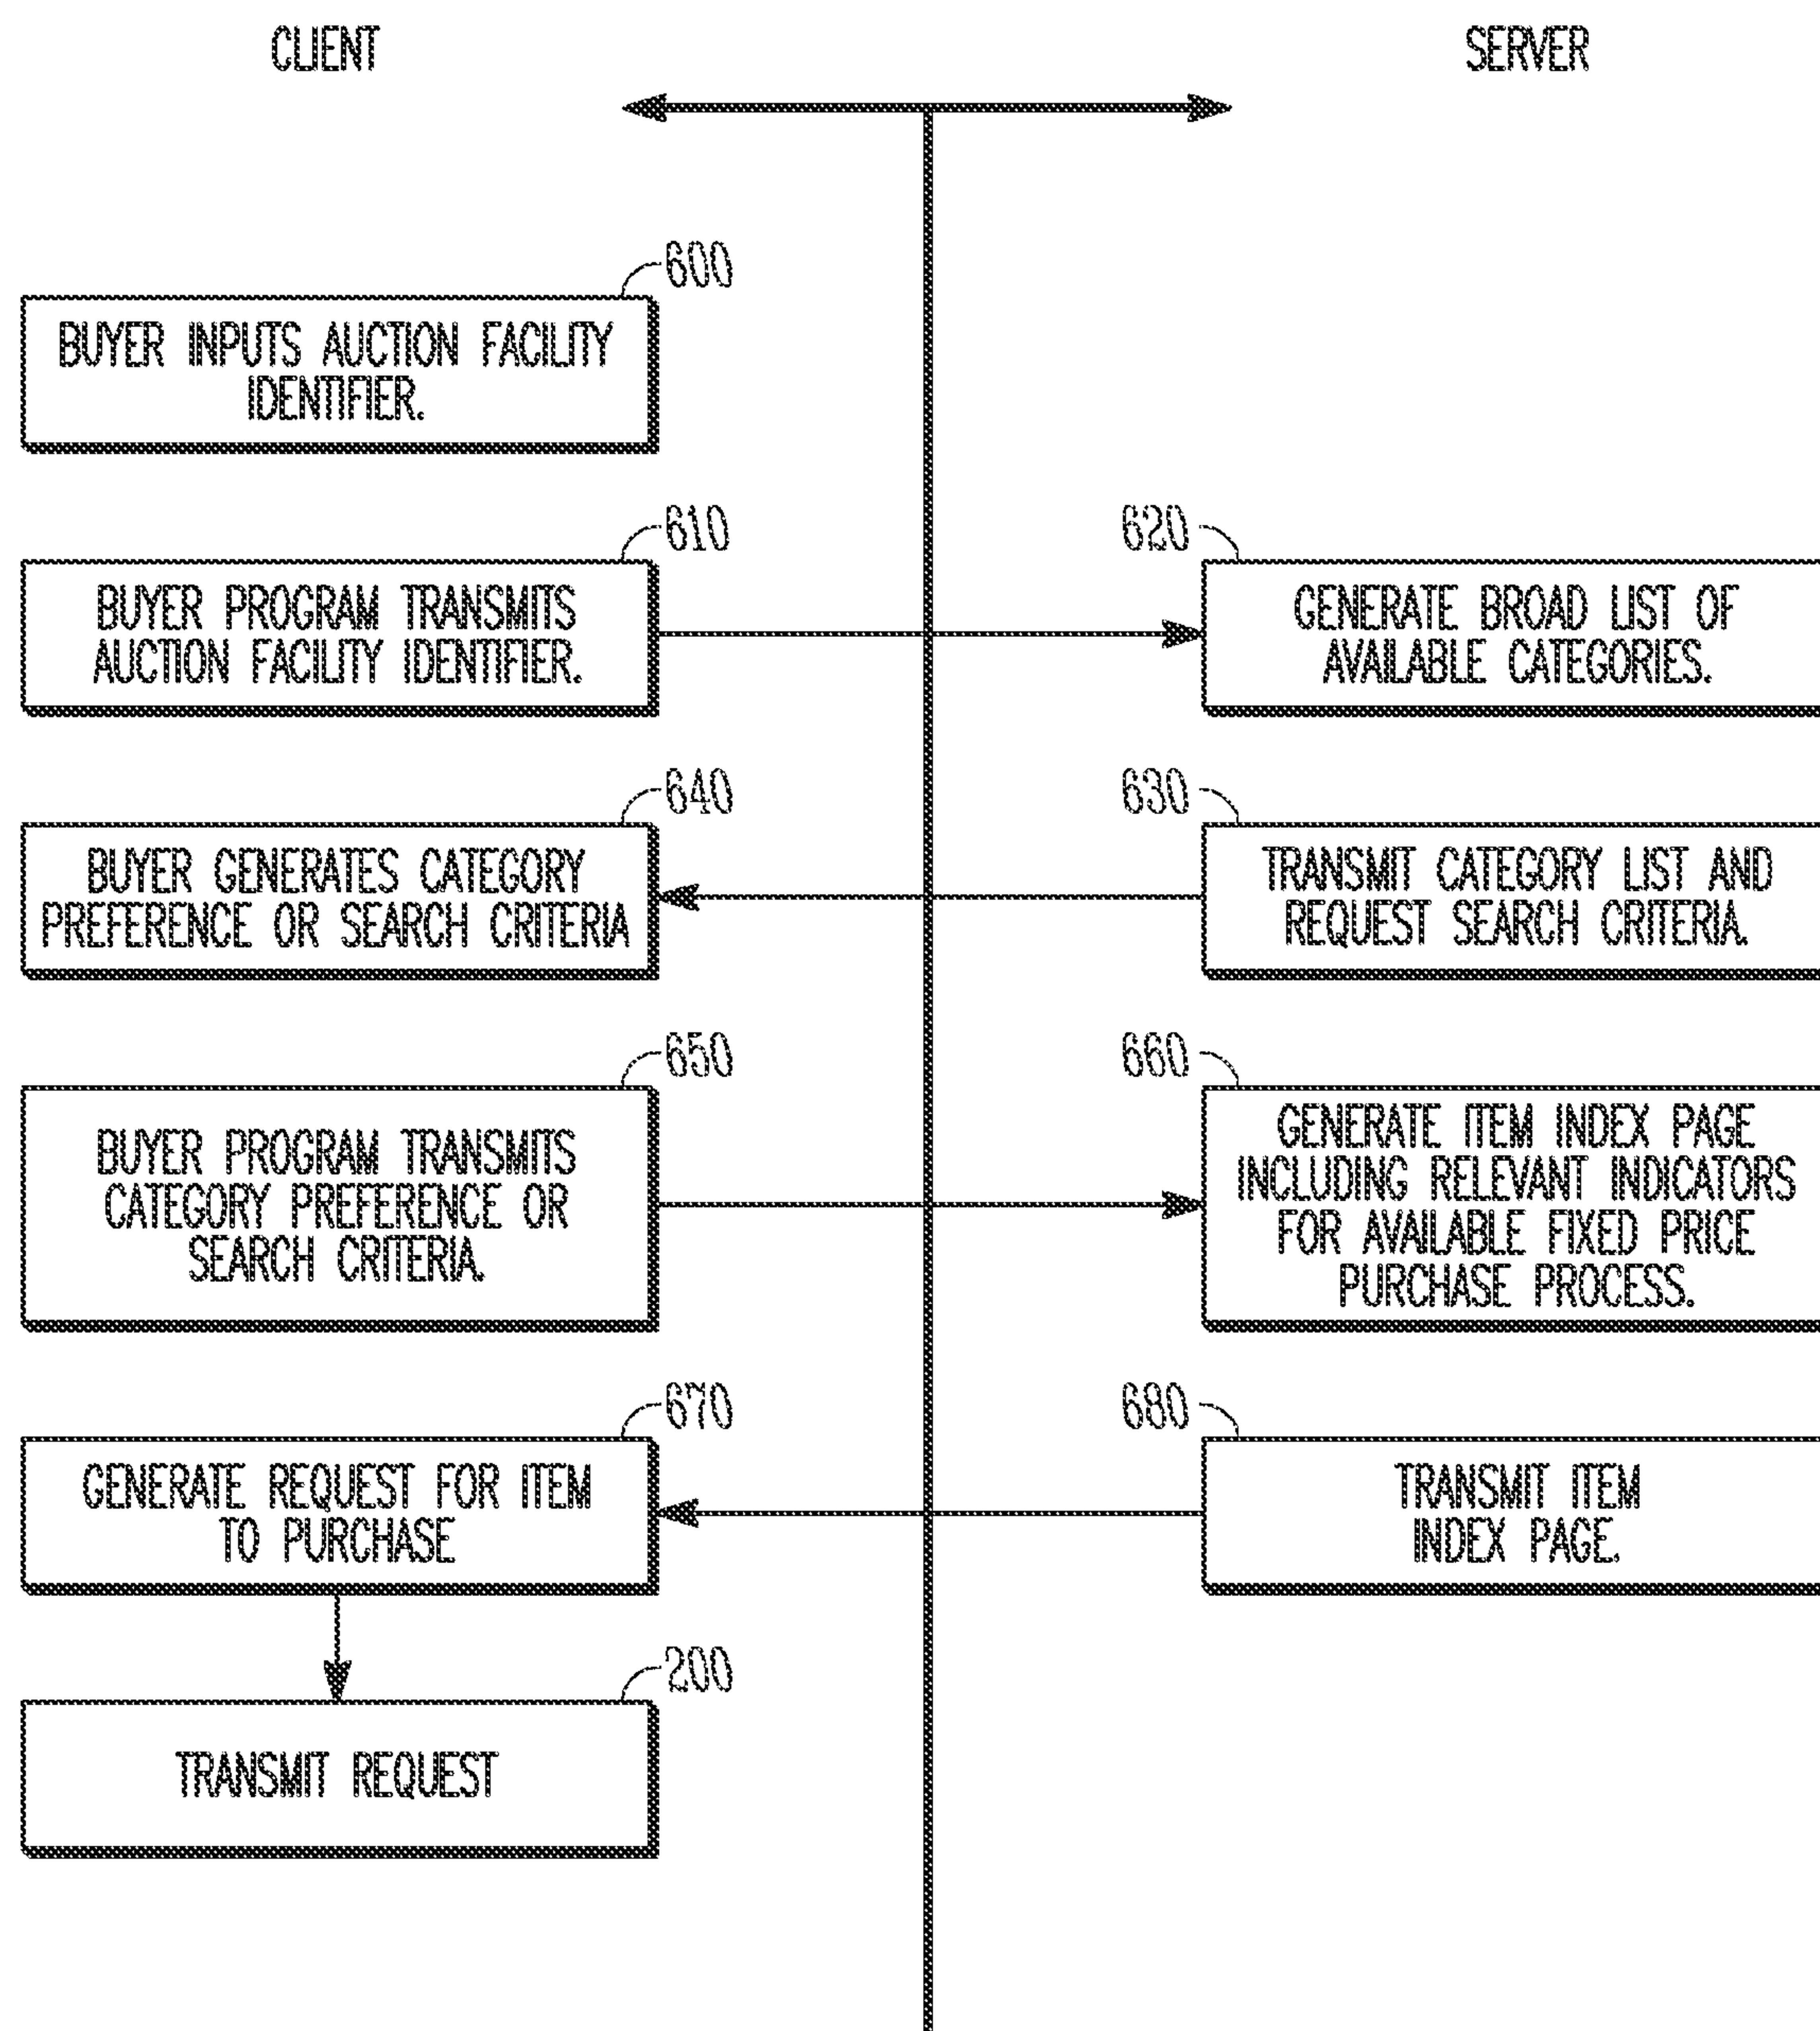 CLIENT
SERVER
600
BUYER INPUTS AUCTION FACILITY
IDENTIFIER.
610
BUYER PROGRAM TRANSMITS
AUCTION FACILITY IDENTIFIER.
620
GENERATE BROAD LIST OF
AVAILABLE CATEGORIES.
640
BUYER GENERATES CATEGORY
PREFERENCE OR SEARCH CRITERIA
630
TRANSMIT CATEGORY LIST AND
REQUEST SEARCH CRITERIA.
650
BUYER PROGRAM TRANSMITS
CATEGORY PREFERENCE OR
SEARCH CRITERIA.
660
GENERATE ITEM INDEX PAGE
INCLUDING RELEVANT INDICATORS
FOR AVAILABLE FIXED PRICE
PURCHASE PROCESS.
670
GENERATE REQUEST FOR ITEM
TO PURCHASE
680
TRANSMIT ITEM
INDEX PAGE.
200
TRANSMIT REQUEST